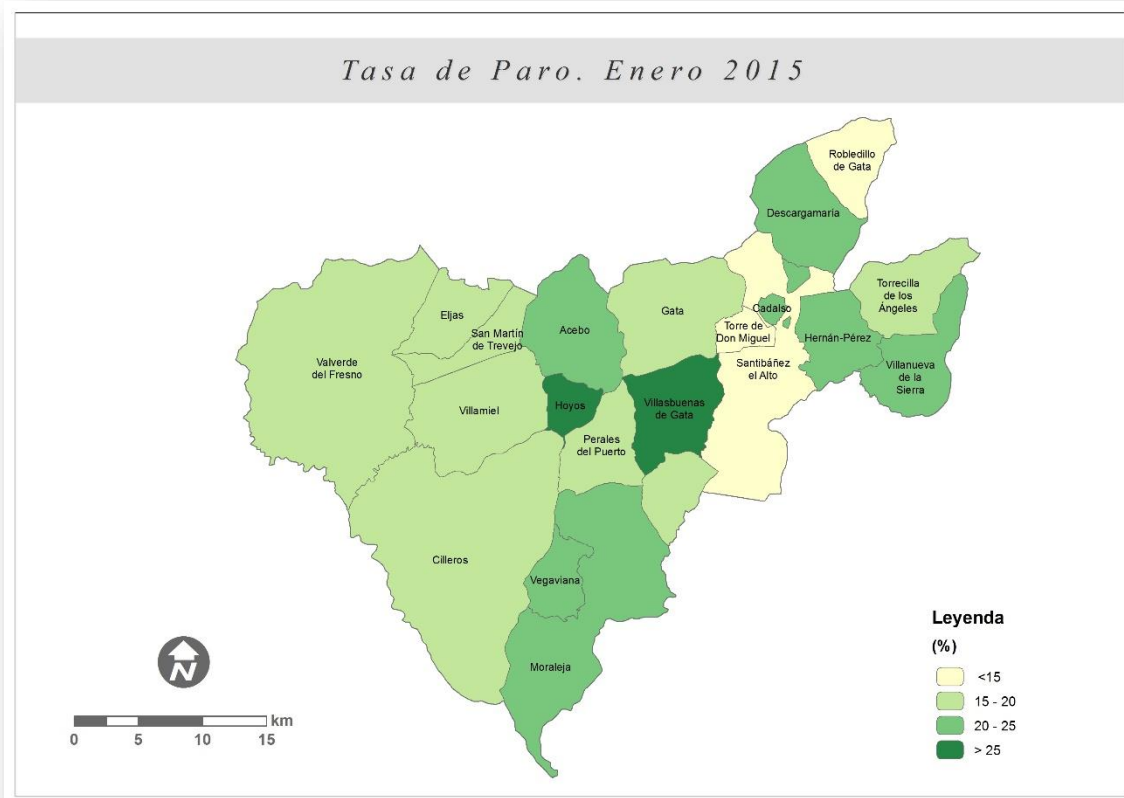 Tasa de Paro. Enero 2015
Robledillo
de Gata
Descargamaría
Torrecilla
de los
Ángeles
Eljas
San Martín
de Trevejo
Acebo
Gata
Cadalso
Torre de
Don Miguel
Hernán-Pérez
Santibáñez
el Alto
Villanueva
de la
Sierra
Valverde
del Fresno
Villamiel
Hoyos
Villasbuenas
de Gata
Perales
del Puerto
Cilleros
Vegaviana
Moraleja
N
km
0 5 10 15
Leyenda
(%)
<15
15 - 20
20 - 25
> 25